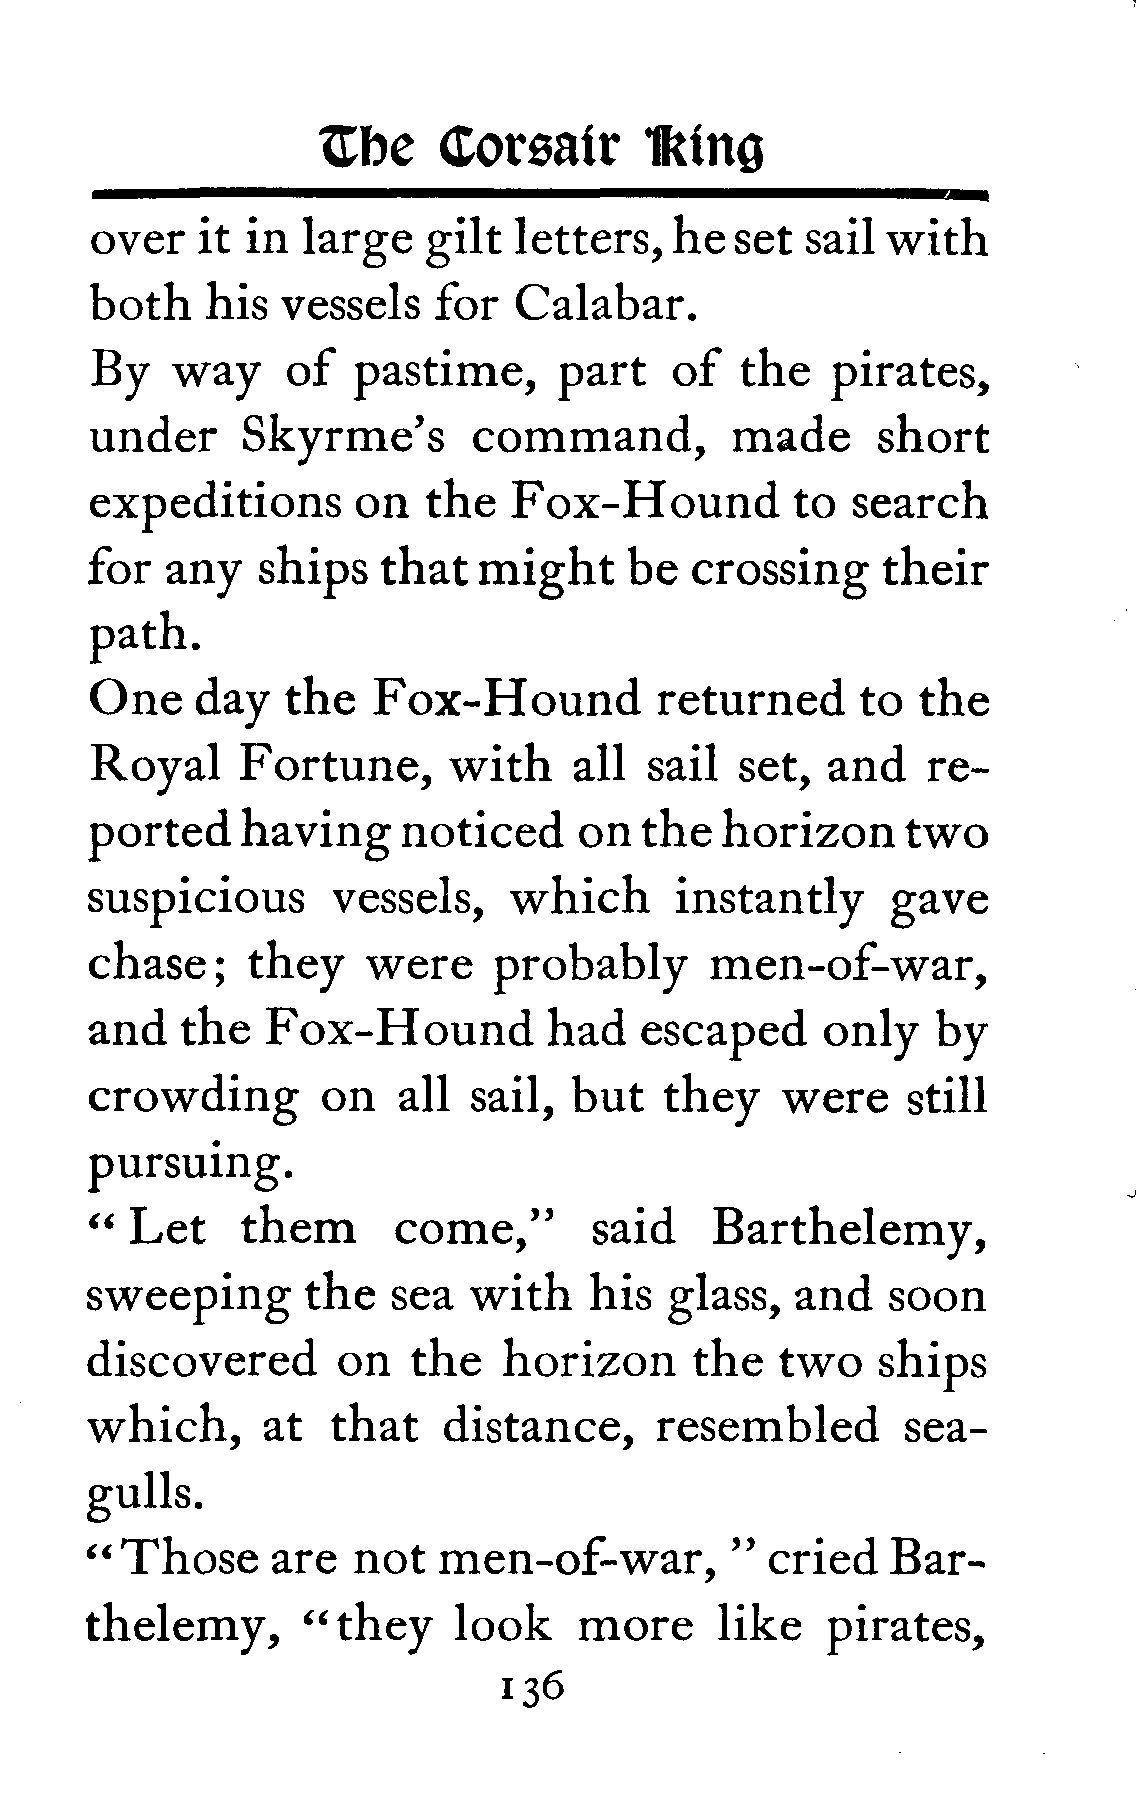 The Corsair King
over it in large gilt letters, he set sail with
both his vessels for Calabar.
By way of pastime, part of the pirates,
under Skyrme's command, made short
expeditions on the Fox-Hound to search
for any ships that might be crossing their
path.
One day the Fox-Hound returned to the
Royal Fortune, with all sail set, and re-
ported having noticed on the horizon two
suspicious vessels, which instantly gave
chase; they were probably men-of-war,
and the Fox-Hound had escaped only by
crowding on all sail, but they were still
pursuing.
“ Let them come,” said Barthelemy,
sweeping the sea with his glass, and soon
discovered on the horizon the two ships
which, at that distance, resembled sea-
gulls.
“Those are not men-of-war, ” cried Bar-
thelemy, “they look more like pirates,
136